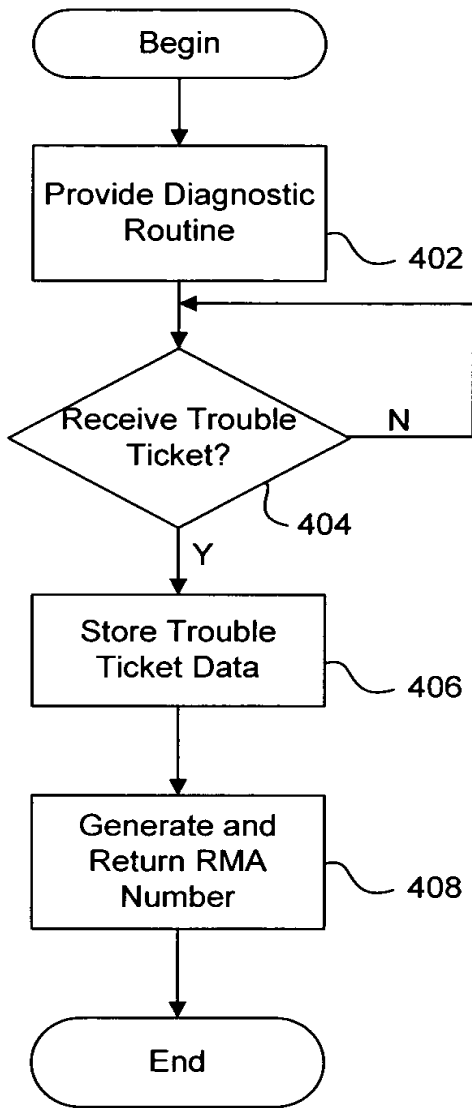 Begin
Provide Diagnostic
Routine
402
Receive Trouble
Ticket?
N
404
Y
Store Trouble
Ticket Data
406
Generate and
Return RMA
Number
408
End